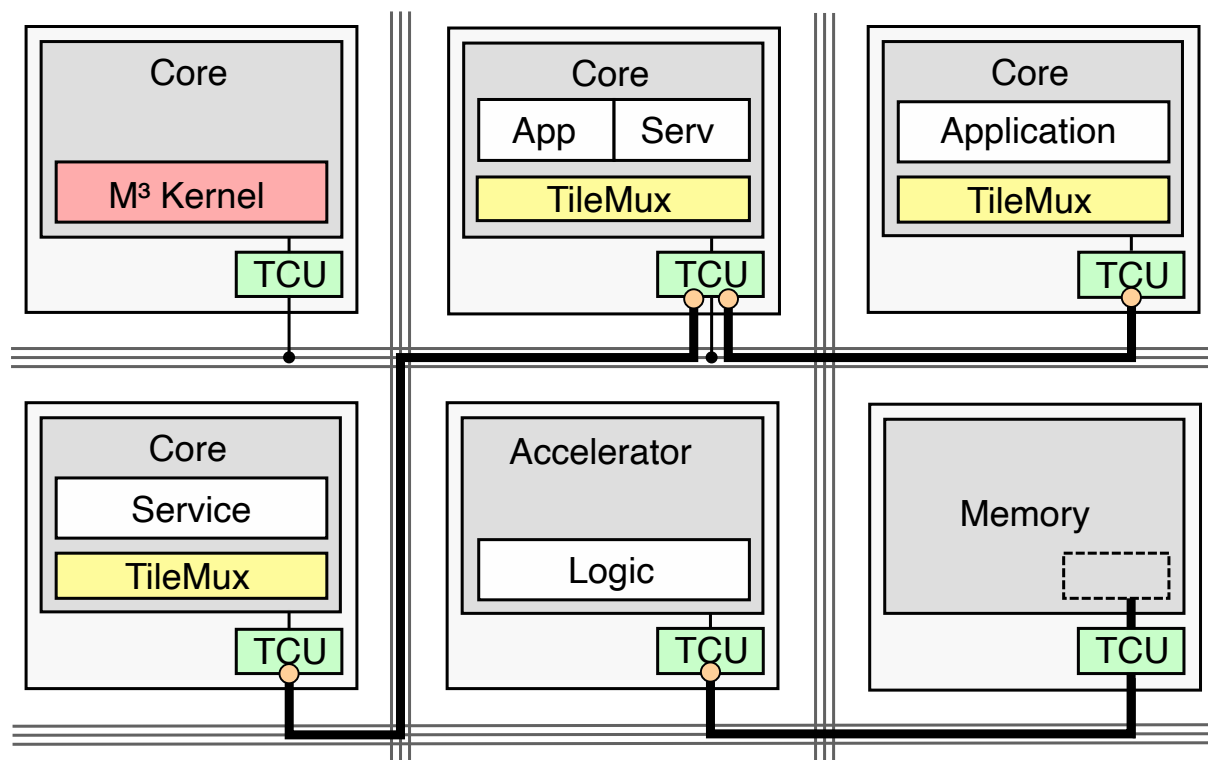 Core
M³ Kernel
TCU
Core
App Serv
TileMux
TCU
Core
Application
TileMux
TCU
Core
Service
TileMux
TCU
Accelerator
Logic
TCU
Memory
TCU